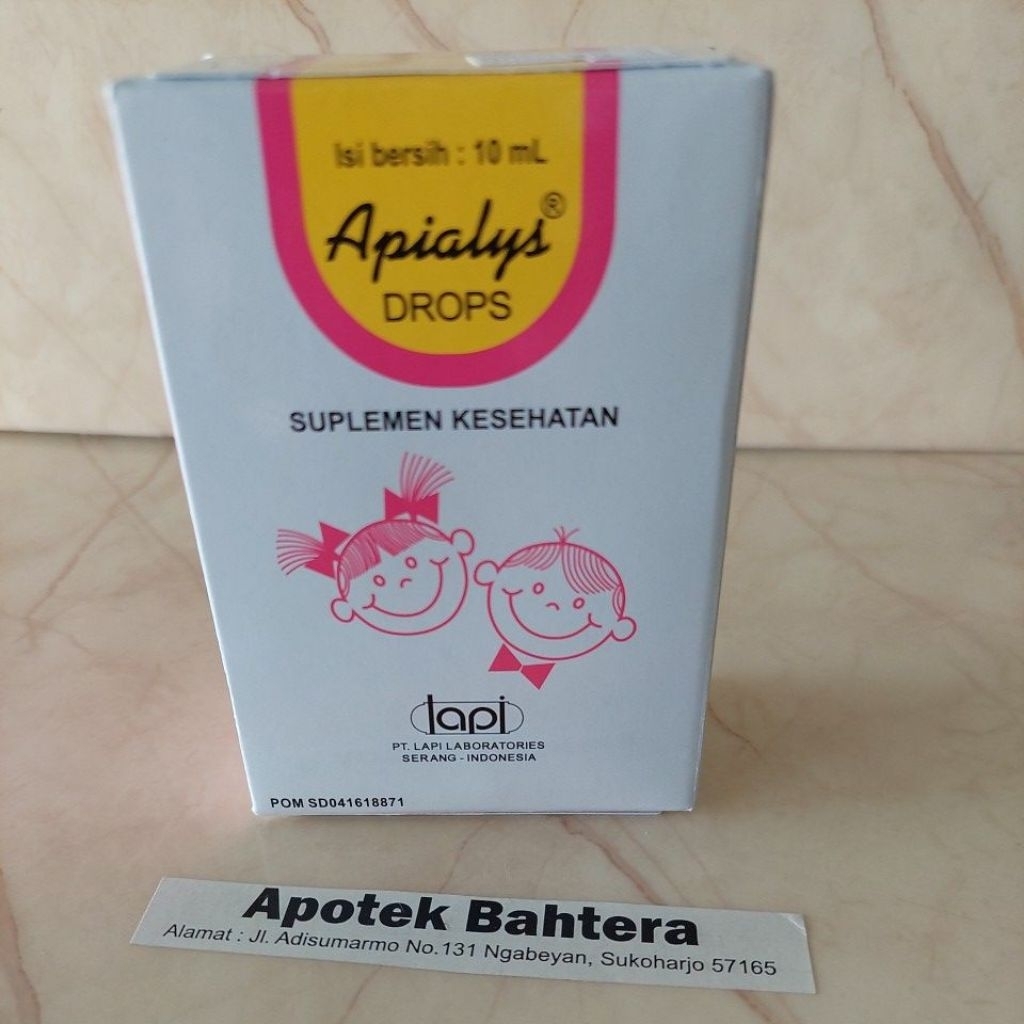 Isi bersih : 10 mL
Apialys®
DROPS
SUPLEMEN KESEHATAN
lapi
PT. LAPI LABORATORIES
SERANG - INDONESIA
POM SD041618871
Apotek Bahtera
Alamat : Jl. Adisumarmo No.131 Ngabeyan, Sukoharjo 57165